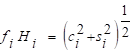 f_i H_i = (c_i^2 + s_i^2)^{1/2}